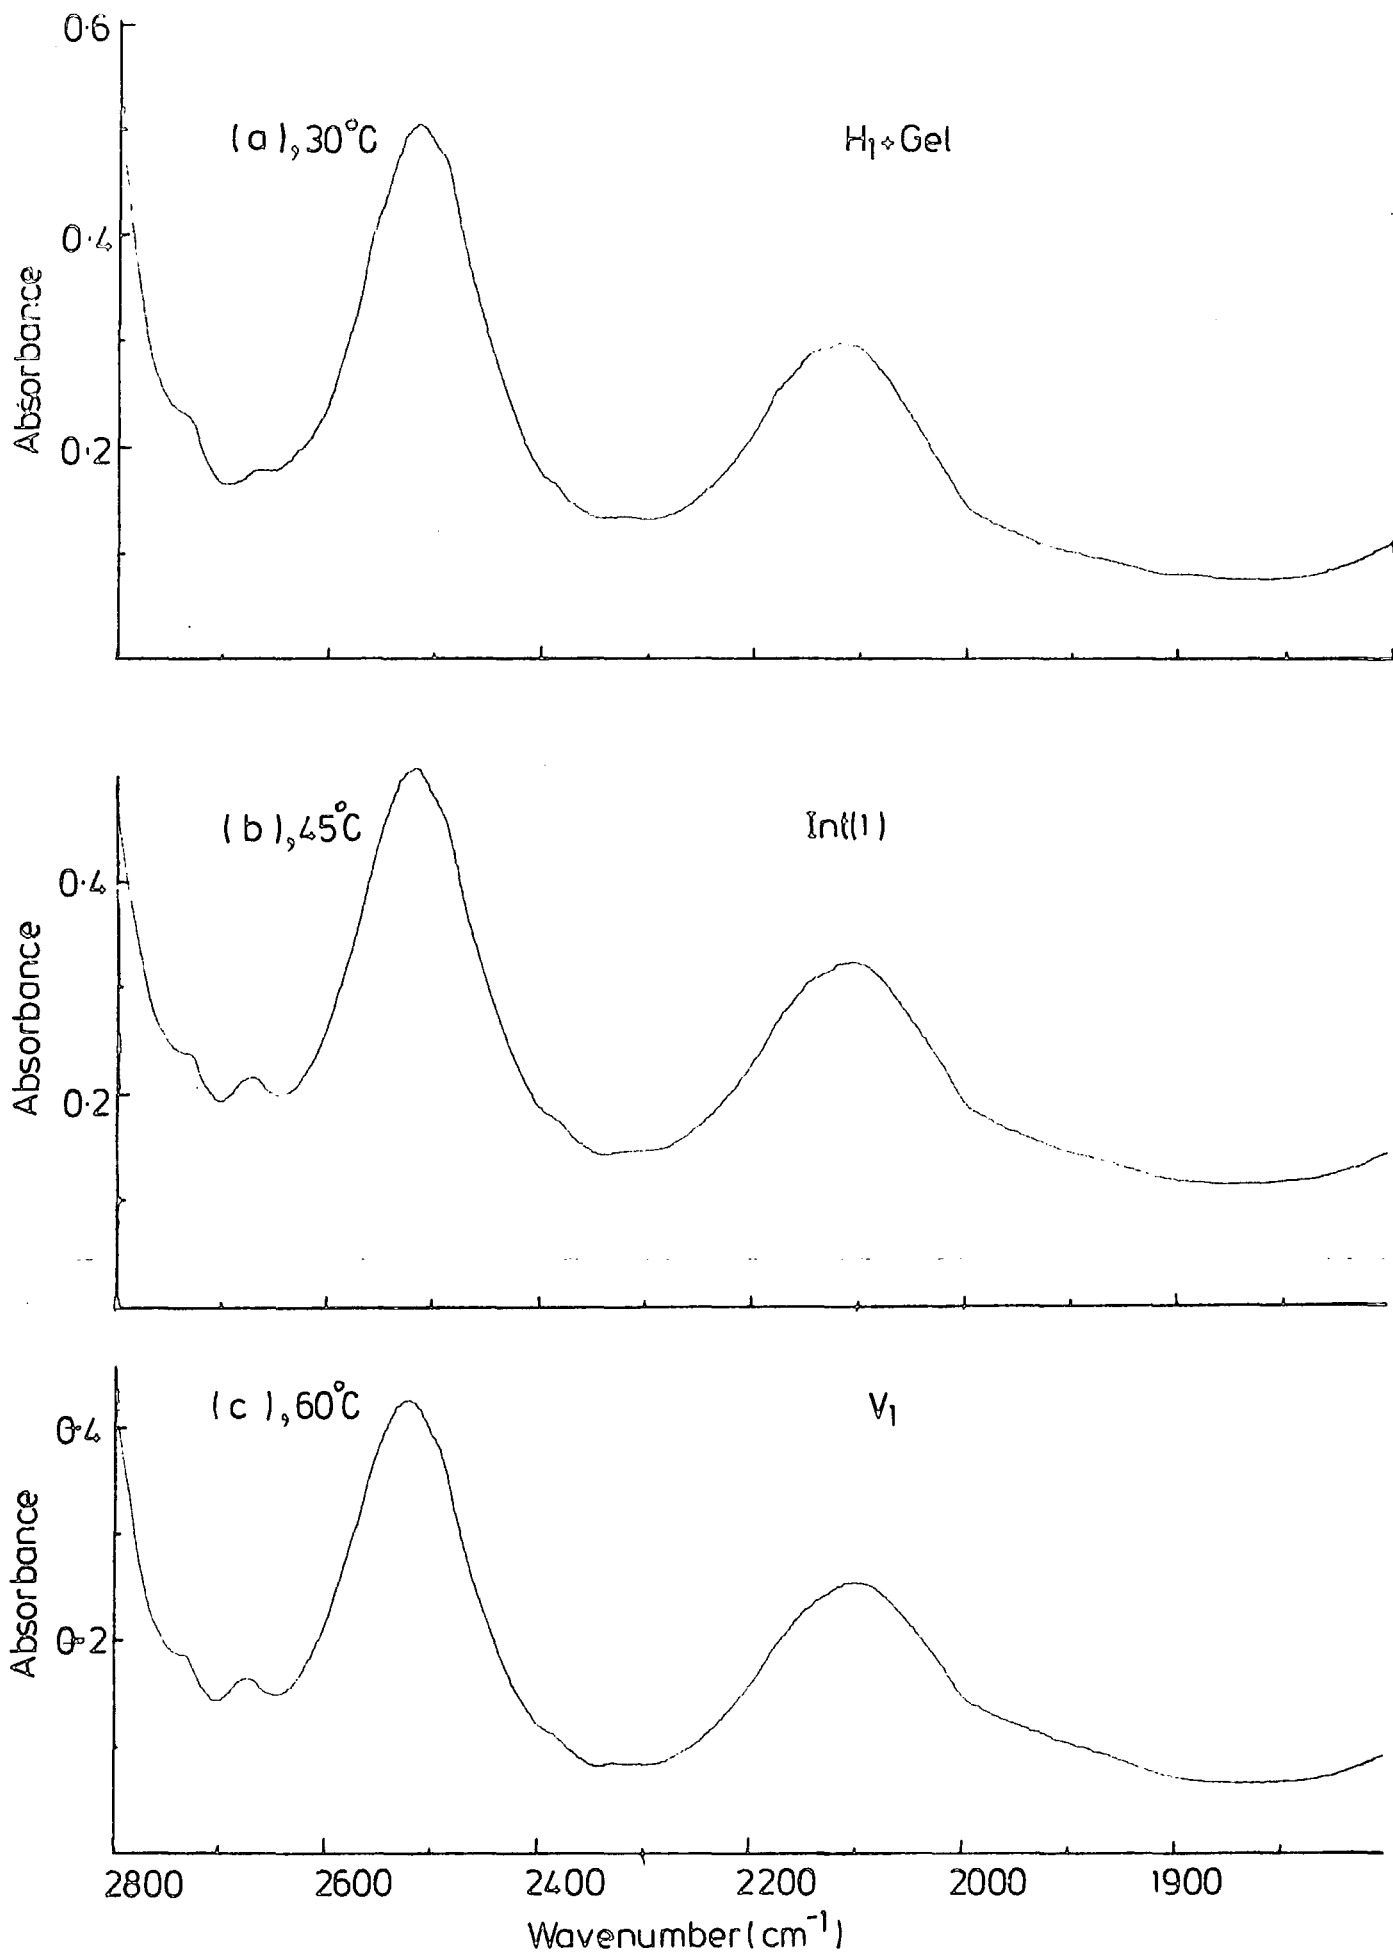 0.6
(a), 30°C
H₁+Gel
0.4
Absorbance
0.2
(b), 45°C
Int(1)
0.4
Absorbance
0.2
(c), 60°C
V₁
0.4
Absorbance
0.2
2800 2600 2400 2200 2000 1900
Wavenumber (cm⁻¹)